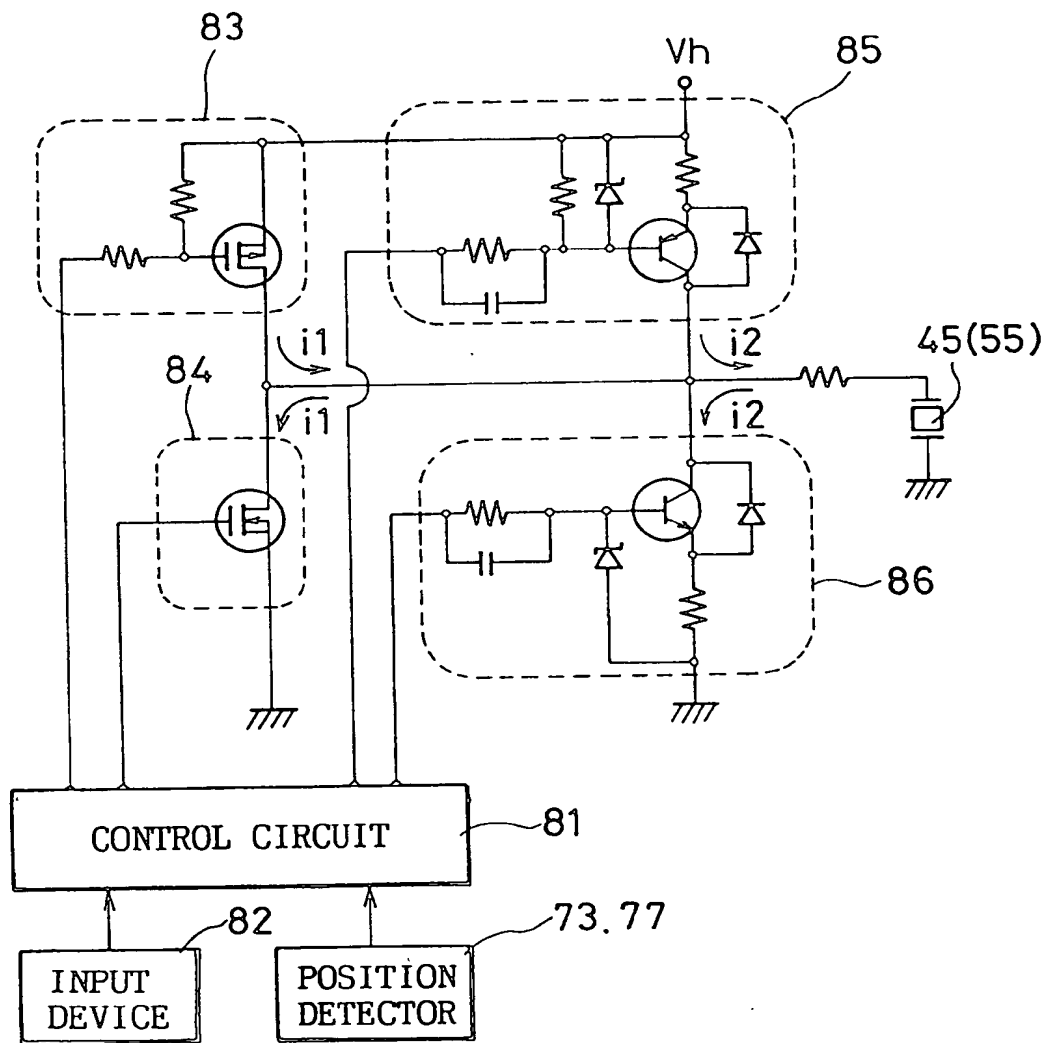 83
Vh
85
i1
i2
45(55)
84
i1
i2
86
CONTROL CIRCUIT
81
82
73.77
INPUT
DEVICE
POSITION
DETECTOR